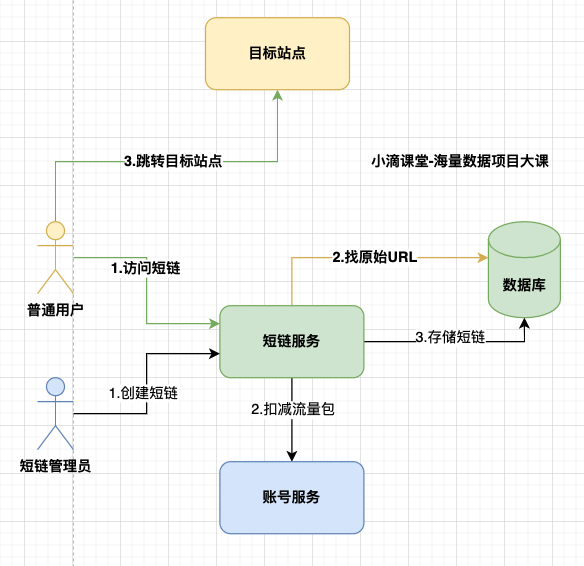 目标站点
3.跳转目标站点
小滴课堂-海量数据项目大课
1.访问短链
2.找原始URL
数据库
普通用户
短链服务
3.存储短链
1.创建短链
2.扣减流量包
短链管理员
账号服务